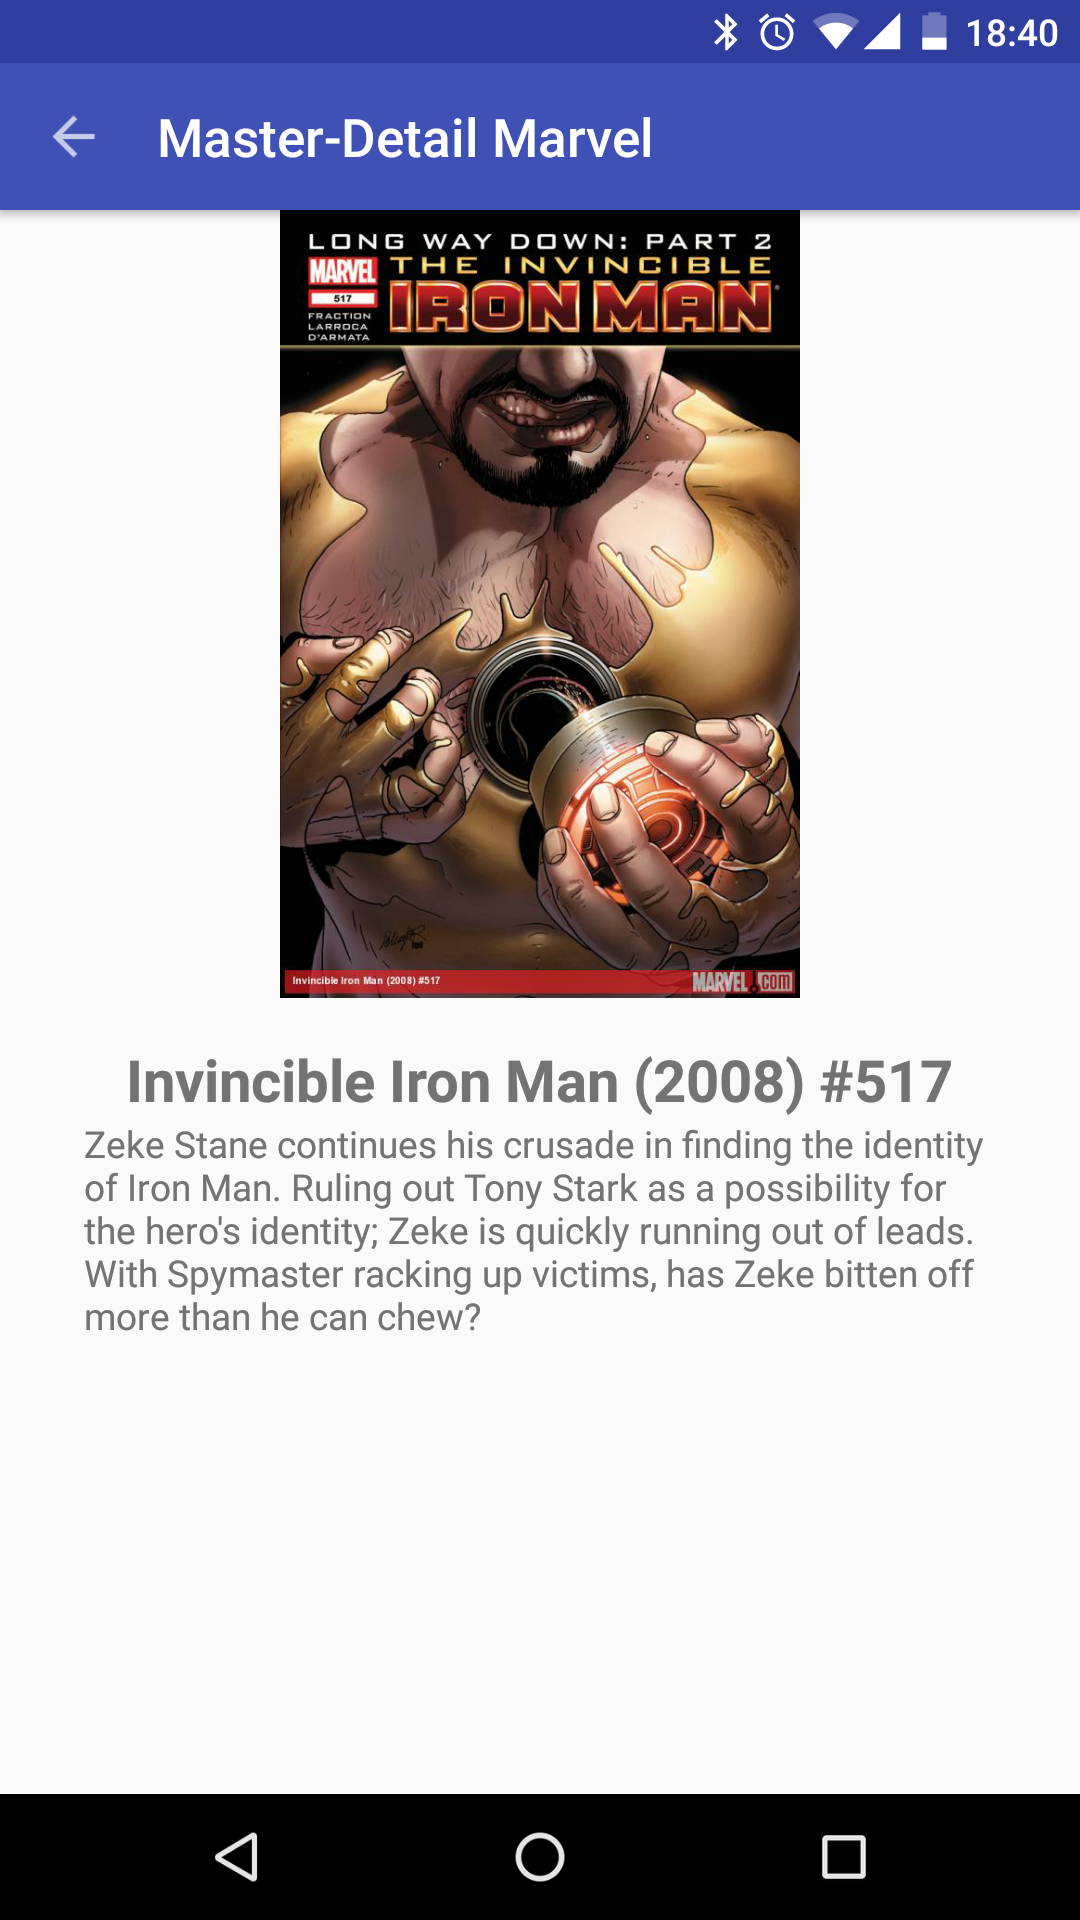 18:40
Master-Detail Marvel
LONG WAY DOWN: PART 2
MARVEL
THE INVINCIBLE
IRON MAN
517
FRACTION
LARROCA
D'ARMATA
Invincible Iron Man (2008) #517
MARVEL.com
Invincible Iron Man (2008) #517
Zeke Stane continues his crusade in finding the identity
of Iron Man. Ruling out Tony Stark as a possibility for
the hero's identity; Zeke is quickly running out of leads.
With Spymaster racking up victims, has Zeke bitten off
more than he can chew?